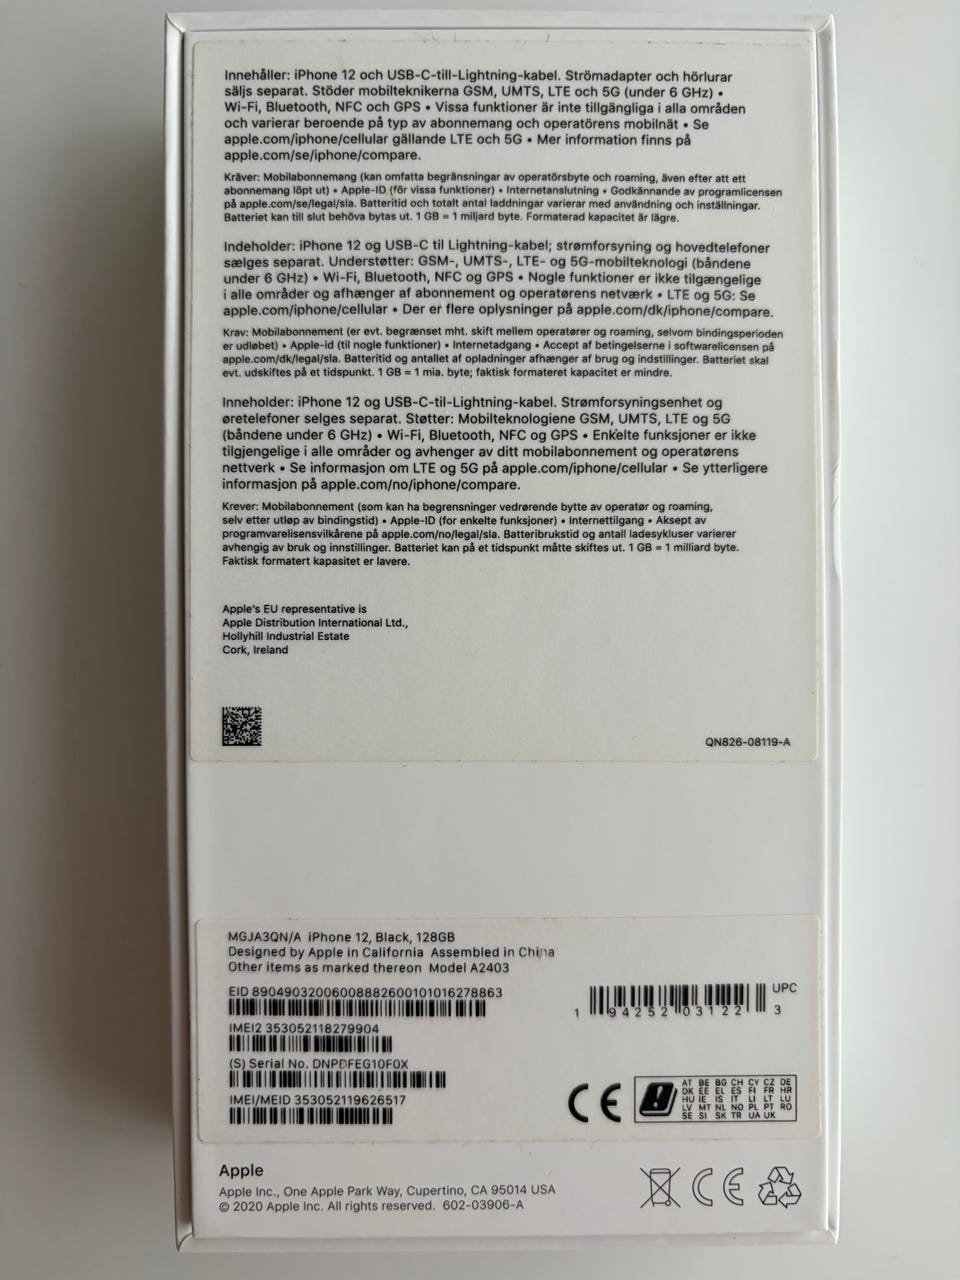 Innehåller: iPhone 12 och USB-C-till-Lightning-kabel. Strömadapter och hörlurar
säljs separat. Stöder mobilteknikerna GSM, UMTS, LTE och 5G (under 6 GHz) •
Wi-Fi, Bluetooth, NFC och GPS • Vissa funktioner är inte tillgängliga i alla områden
och varierar beroende på typ av abonnemang och operatörens mobilnät • Se
apple.com/iphone/cellular gällande LTE och 5G • Mer information finns på
apple.com/se/iphone/compare.
Kräver: Mobilabonnemang (kan omfatta begränsningar av operatörsbyte och roaming, även efter att ett
abonnemang löpt ut) • Apple-ID (för vissa funktioner) • Internetanslutning • Godkännande av programlicensen
på apple.com/se/legal/sla. Batteritid och totalt antal laddningar varierar med användning och inställningar.
Batteriet kan till slut behöva bytas ut. 1 GB = 1 miljard byte. Formaterad kapacitet är lägre.
Indeholder: iPhone 12 og USB-C til Lightning-kabel; strømforsyning og hovedtelefoner
sælges separat. Understøtter: GSM-, UMTS-, LTE- og 5G-mobilteknologi (båndene
under 6 GHz) • Wi-Fi, Bluetooth, NFC og GPS • Nogle funktioner er ikke tilgængelige
i alle områder og afhænger af abonnement og operatørens netværk • LTE og 5G: Se
apple.com/iphone/cellular • Der er flere oplysninger på apple.com/dk/iphone/compare.
Krav: Mobilabonnement (er evt. begrænset mht. skift mellem operatører og roaming, selvom bindingsperioden
er udløbet) • Apple-id (til nogle funktioner) • Internetadgang • Accept af betingelserne i softwarelicensen på
apple.com/dk/legal/sla. Batteritid og antallet af opladninger afhænger af brug og indstillinger. Batteriet skal
evt. udskiftes på et tidspunkt. 1 GB = 1 mia. byte; faktisk formateret kapacitet er mindre.
Inneholder: iPhone 12 og USB-C-til-Lightning-kabel. Strømforsyningsenhet og
øretelefoner selges separat. Støtter: Mobilteknologiene GSM, UMTS, LTE og 5G
(båndene under 6 GHz) • Wi-Fi, Bluetooth, NFC og GPS • Enkelte funksjoner er ikke
tilgjengelige i alle områder og avhenger av ditt mobilabonnement og operatørens
nettverk • Se informasjon om LTE og 5G på apple.com/iphone/cellular • Se ytterligere
informasjon på apple.com/no/iphone/compare.
Krever: Mobilabonnement (som kan ha begrensninger vedrørende bytte av operatør og roaming,
selv etter utløp av bindingstid) • Apple-ID (for enkelte funksjoner) • Internettilgang • Aksept av
programvarelisensvilkårene på apple.com/no/legal/sla. Batteribrukstid og antall ladesykluser varierer
avhengig av bruk og innstillinger. Batteriet kan på et tidspunkt måtte skiftes ut. 1 GB = 1 milliard byte.
Faktisk formatert kapasitet er lavere.
Apple's EU representative is
Apple Distribution International Ltd.,
Hollyhill Industrial Estate
Cork, Ireland
QN826-08119-A
MGJA3QN/A iPhone 12, Black, 128GB
Designed by Apple in California Assembled in China
Other items as marked thereon Model A2403
EID 89049032006008882600101016278863
UPC
1 94252 03122 3
IMEI2 353052118279904
(S) Serial No. DNPDFEG10F0X
IMEI/MEID 353052119626517
CE
AT BE BG CH CY CZ DE
DK EE EL ES FI FR HR
HU IE IS IT LI LT LU
LV MT NL NO PL PT RO
SE SI SK TR UA UK
Apple
Apple Inc., One Apple Park Way, Cupertino, CA 95014 USA
© 2020 Apple Inc. All rights reserved. 602-03906-A
CE